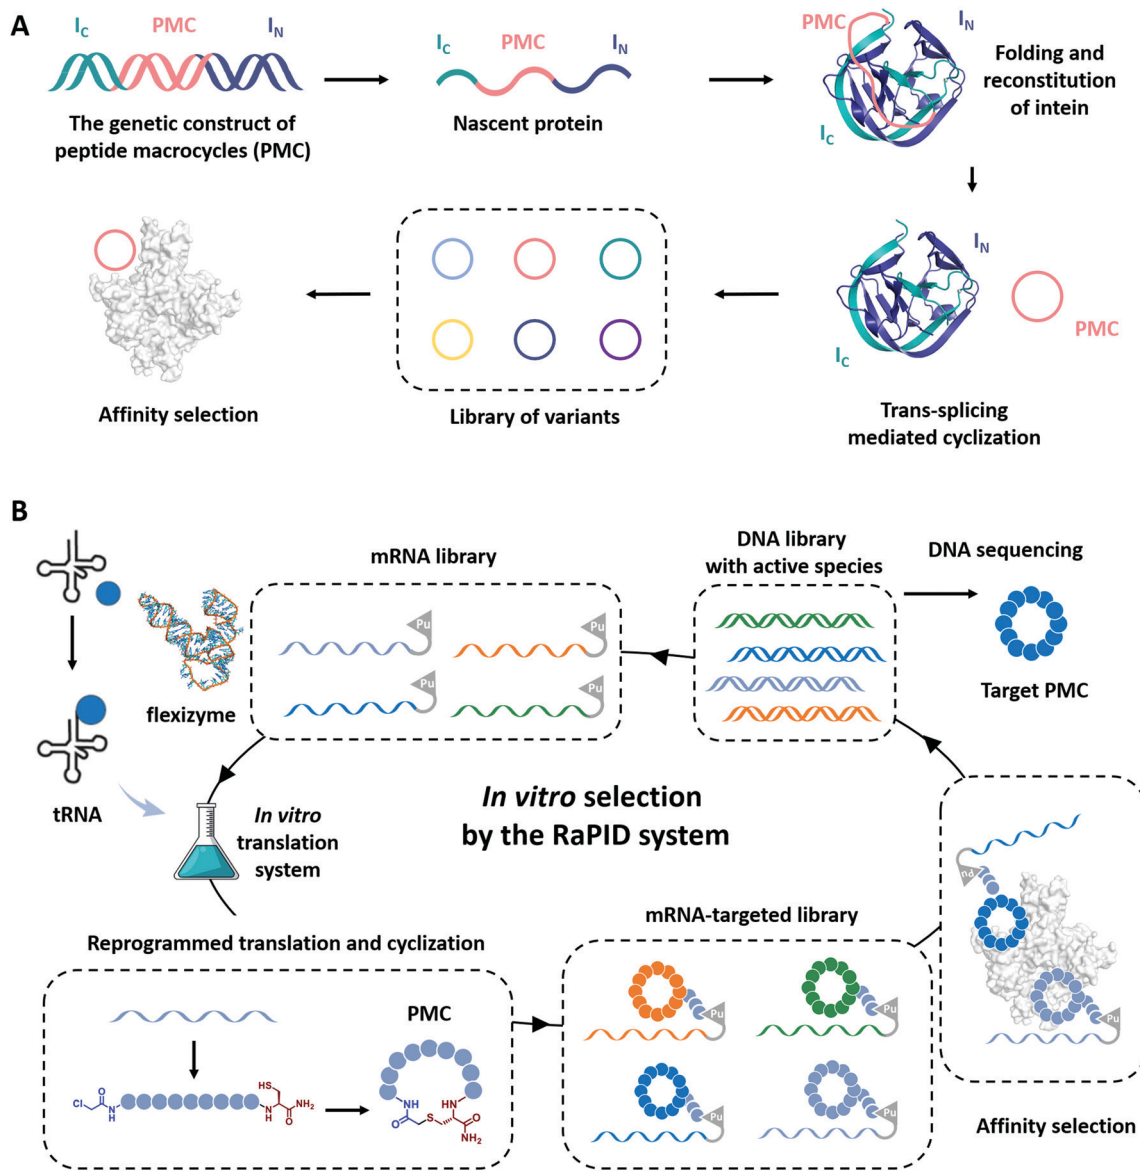 A
I_C PMC I_N
The genetic construct of
peptide macrocycles (PMC)
I_C PMC I_N
Nascent protein
PMC I_N
I_C
Folding and
reconstitution
of intein
I_N
I_C
PMC
Trans-splicing
mediated cyclization
Library of variants
Affinity selection
B
tRNA
flexizyme
mRNA library
Pu
Pu
Pu
Pu
DNA library
with active species
DNA sequencing
Target PMC
In vitro
translation
system
In vitro selection
by the RaPID system
Reprogrammed translation and cyclization
Cl
O
N
H
HS
H
N
NH2
O
PMC
NH
HN
O
S
O
NH2
mRNA-targeted library
Pu
Pu
Pu
Pu
Pu
Pu
Affinity selection